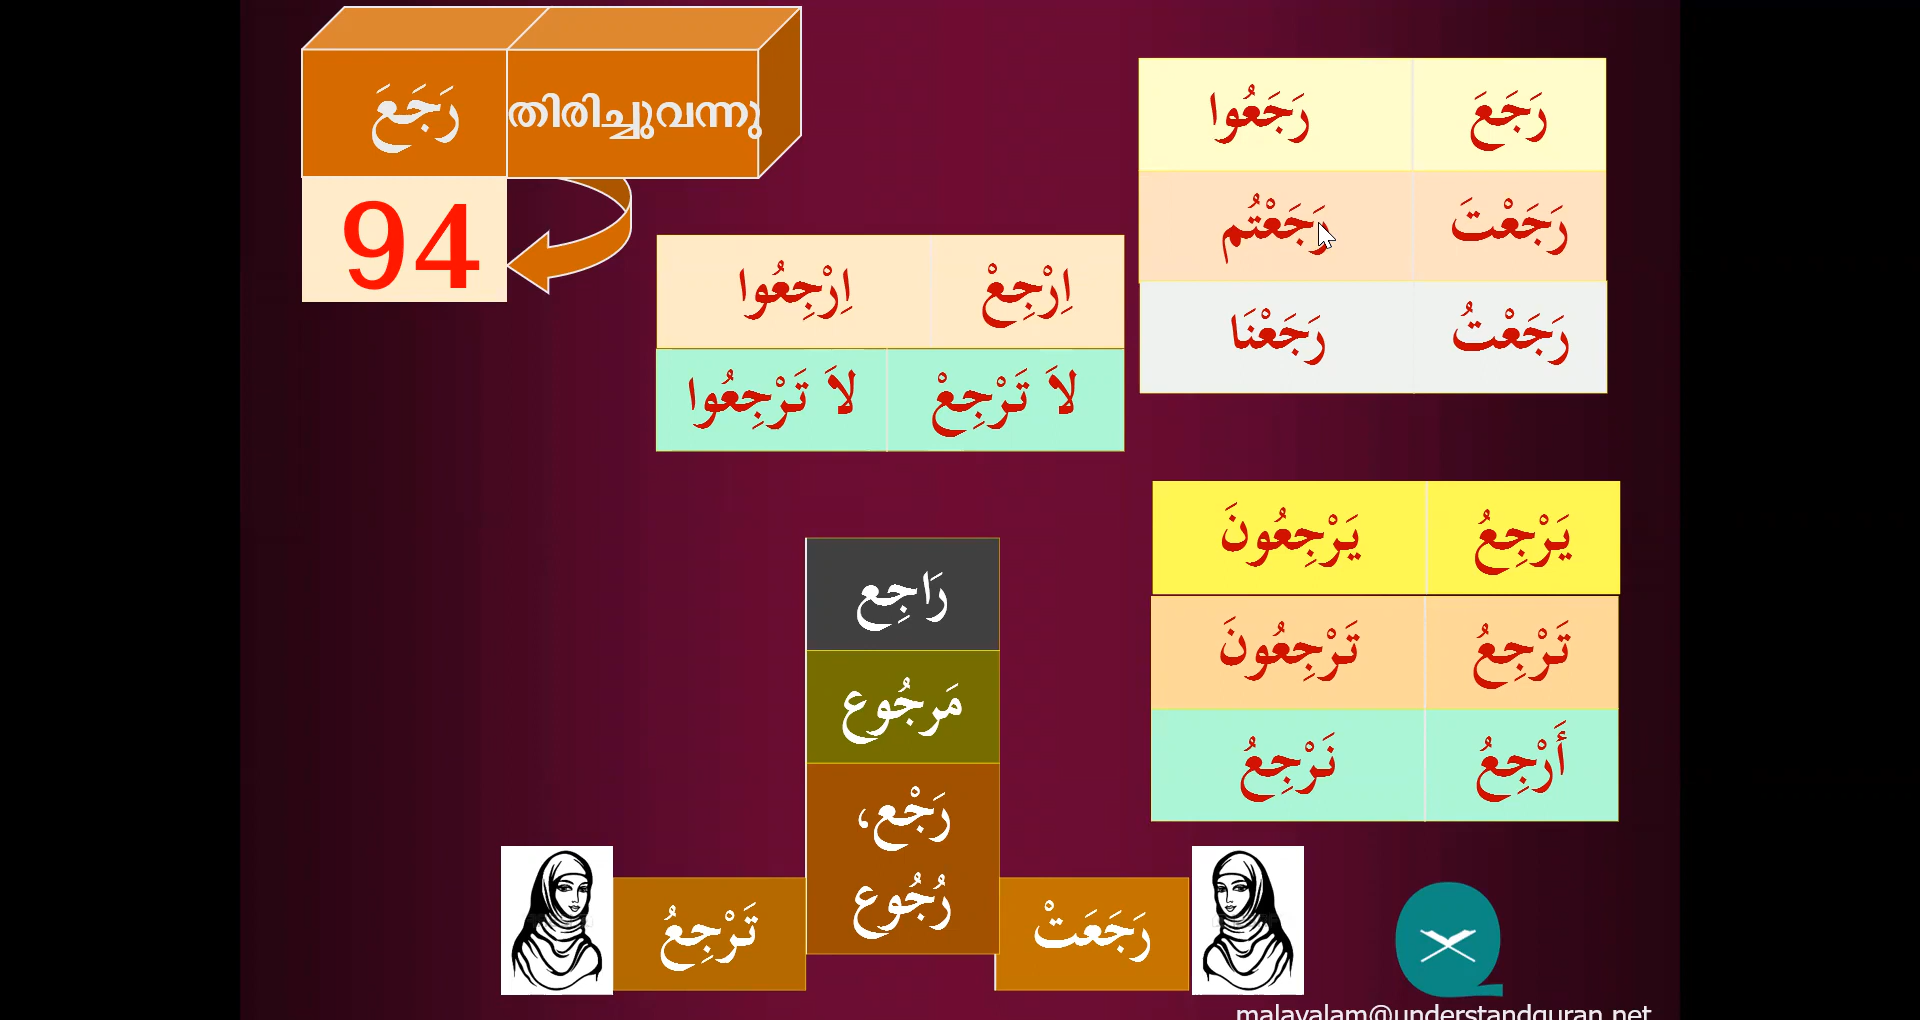 رَجَعَ തിരിച്ചുവന്നു
94
رَجَعَ رَجَعُوا
رَجَعْتَ رَجَعْتُم
رَجَعْتُ رَجَعْنَا
اِرْجِعْ اِرْجِعُوا
لاَ تَرْجِعْ لاَ تَرْجِعُوا
يَرْجِعُ يَرْجِعُونَ
تَرْجِعُ تَرْجِعُونَ
أَرْجِعُ نَرْجِعُ
رَاجِع
مَرجُوع
رَجْع،
رُجُوع
رَجَعَتْ تَرْجِعُ
malayalam@understandquran.net